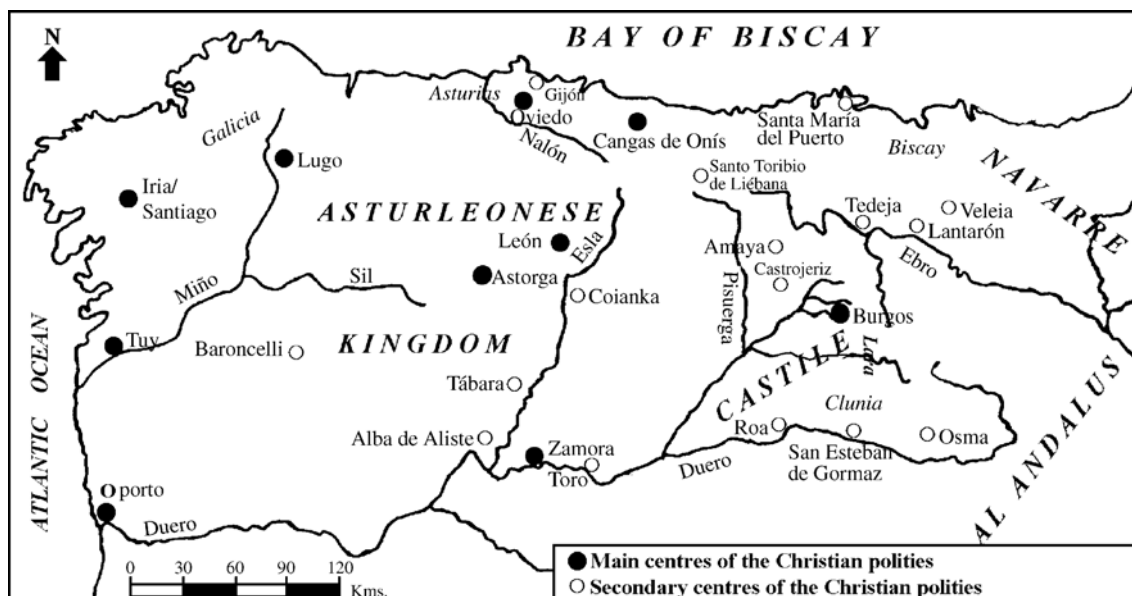 N
BAY OF BISCAY
Asturias
Gijón
Oviedo
Nalón
Cangas de Onís
Santa María
del Puerto
Biscay
NAVARRE
Galicia
Lugo
Iria/
Santiago
Santo Toribio
de Liébana
ASTURLEONESE
León
Esla
Tedeja
Veleia
Lantarón
Amaya
Castrojeriz
Ebro
Astorga
Sil
Miño
Coianka
Pisuerga
Burgos
Lara
Tuy
Baroncelli
KINGDOM
ATLANTIC OCEAN
Tábara
CASTILE
Clunia
Alba de Aliste
Zamora
Toro
Roa
San Esteban
de Gormaz
Osma
Duero
AL ANDALUS
Oporto
Duero
0 30 60 90 120
Kms.
Main centres of the Christian polities
Secondary centres of the Christian polities